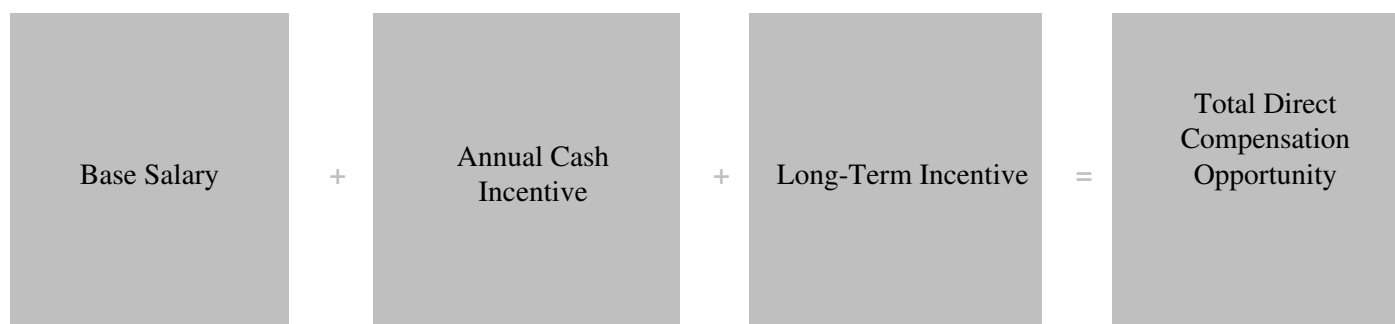 Base Salary
+
Annual Cash
Incentive
+
Long-Term Incentive
=
Total Direct
Compensation
Opportunity